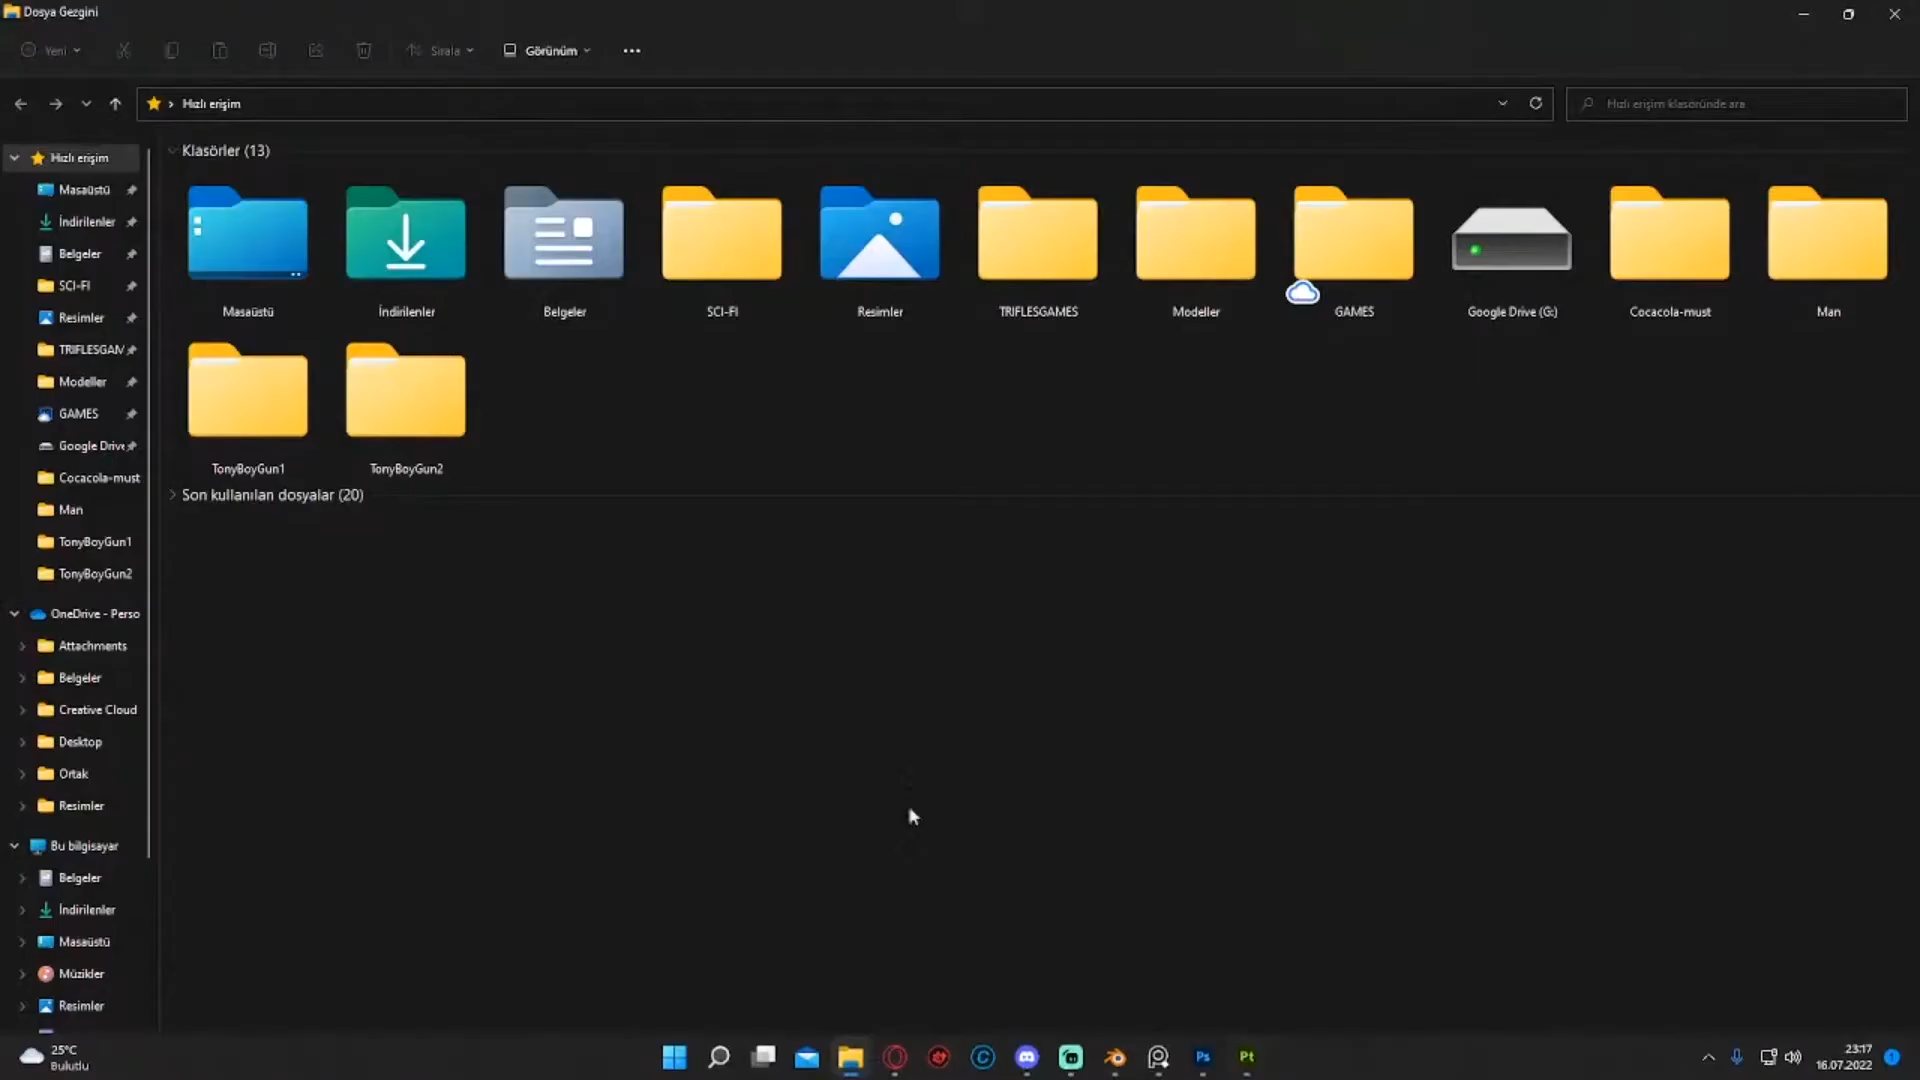 Dosya Gezgini
Yeni
Sırala
Görünüm
Hızlı erişim
Hızlı erişim klasöründe ara
Hızlı erişim
Masaüstü
İndirilenler
Belgeler
SCI-FI
Resimler
TRIFLESGAM
Modeller
GAMES
Google Drive
Cocacola-must
Man
TonyBoyGun1
TonyBoyGun2
OneDrive - Perso
Attachments
Belgeler
Creative Cloud
Desktop
Ortak
Resimler
Bu bilgisayar
Belgeler
İndirilenler
Masaüstü
Müzikler
Resimler
Klasörler (13)
Masaüstü
İndirilenler
Belgeler
SCI-FI
Resimler
TRIFLESGAMES
Modeller
GAMES
Google Drive (G:)
Cocacola-must
Man
TonyBoyGun1
TonyBoyGun2
Son kullanılan dosyalar (20)
25°C
Bulutlu
Ps
Pt
23:17
16.07.2022
1